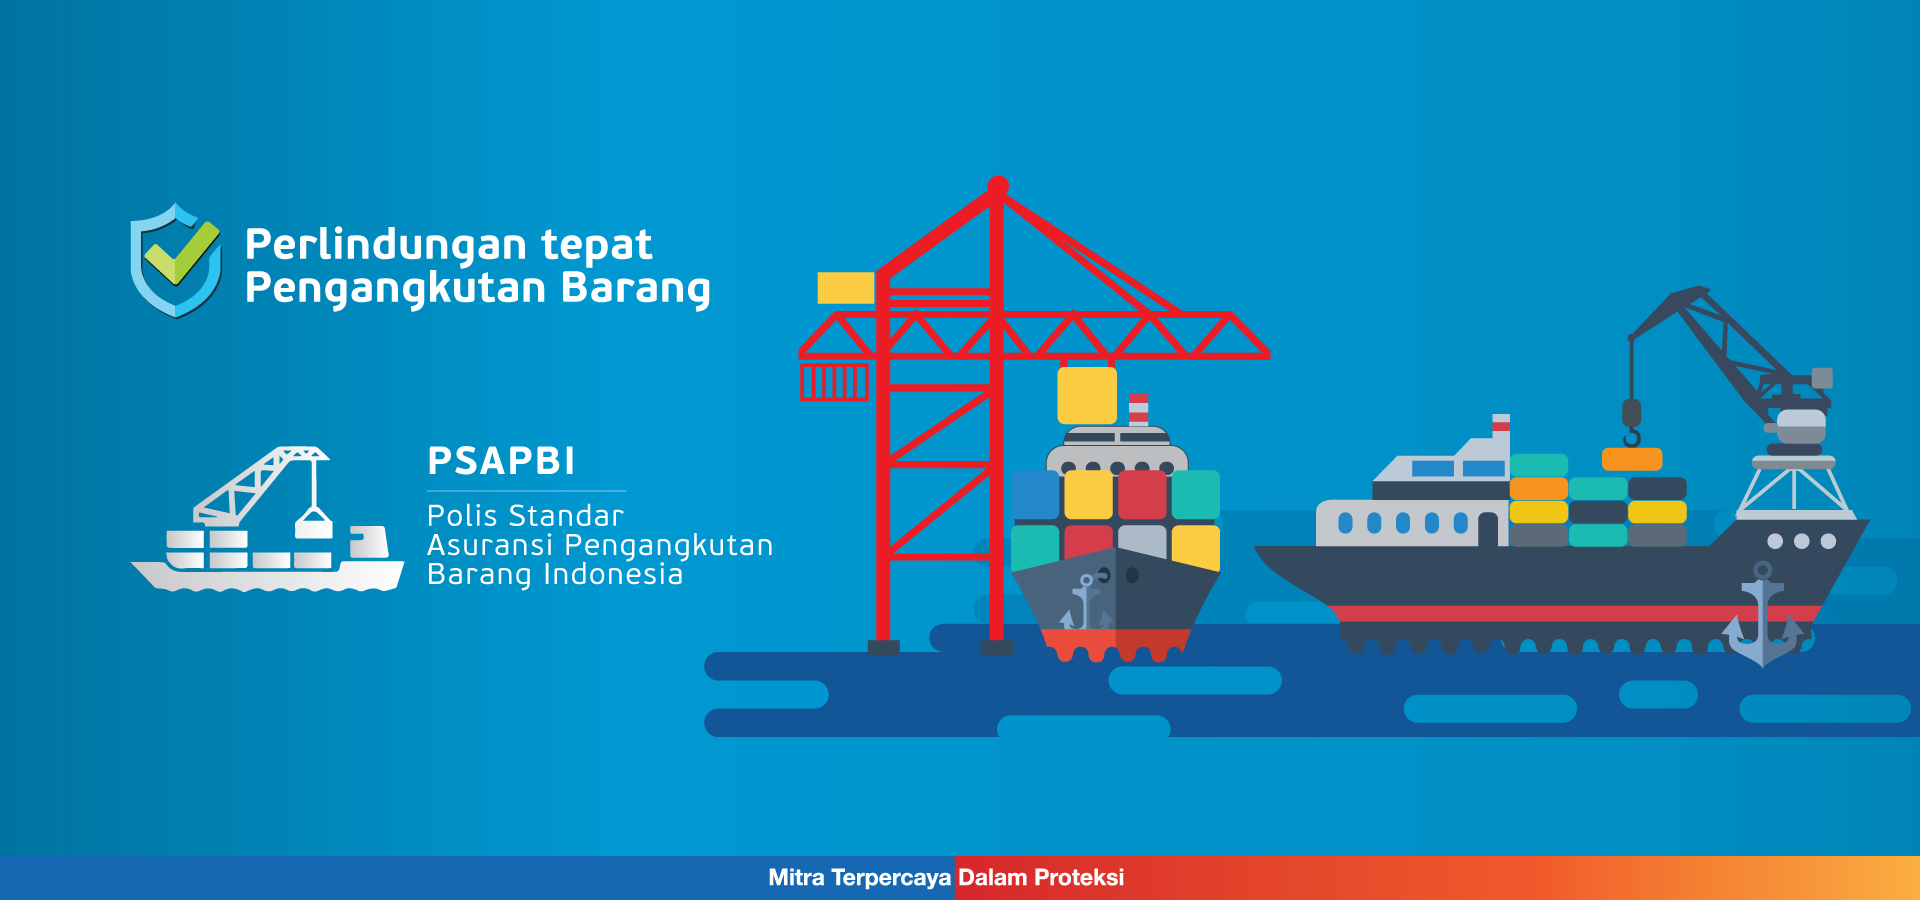 Perlindungan tepat
Pengangkutan Barang
PSAPBI
Polis Standar
Asuransi Pengangkutan
Barang Indonesia
Mitra Terpercaya Dalam Proteksi